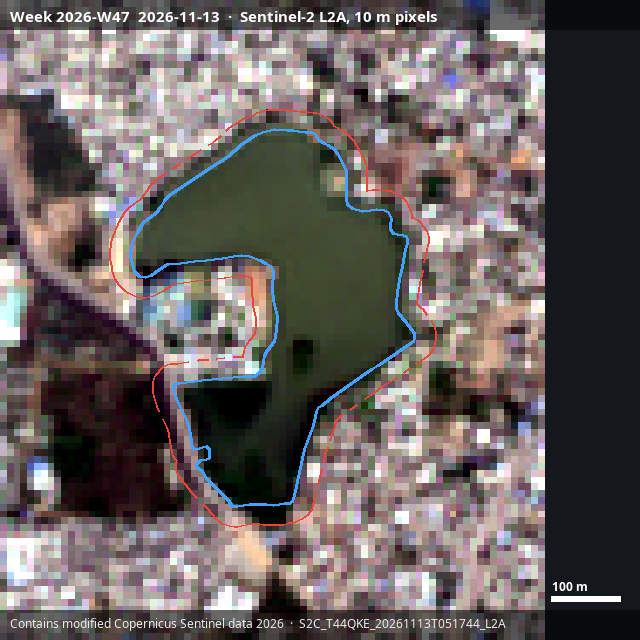 Week 2026-W47 2026-11-13 · Sentinel-2 L2A, 10 m pixels
100 m
Contains modified Copernicus Sentinel data 2026 · S2C_T44QKE_20261113T051744_L2A